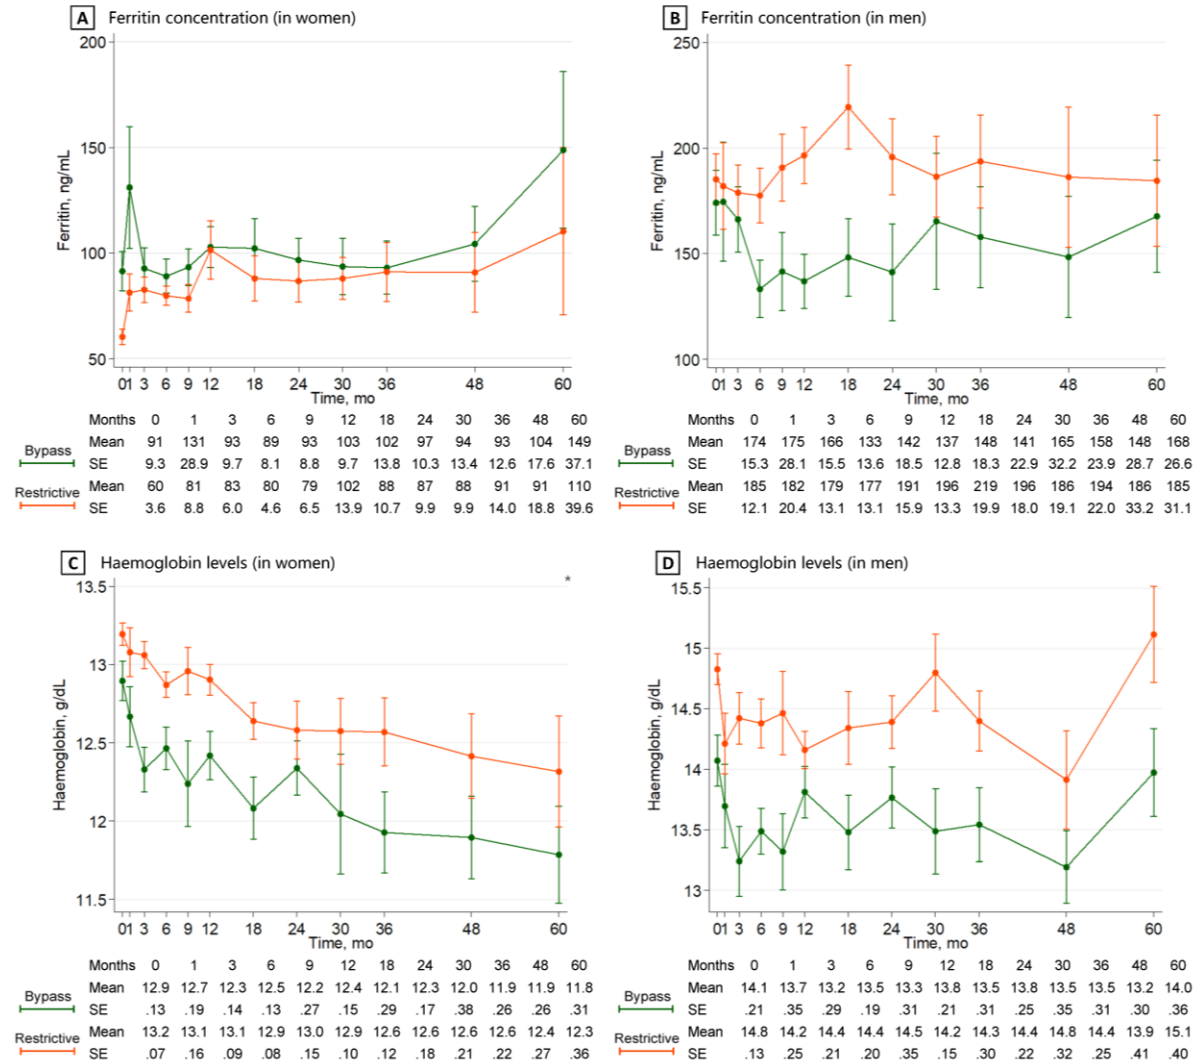 A Ferritin concentration (in women)
200
150
100
50
Ferritin, ng/mL
0 1 3 6 9 12 18 24 30 36 48 60
Time, mo
Months 0 1 3 6 9 12 18 24 30 36 48 60
Bypass
Mean 91 131 93 89 93 103 102 97 94 93 104 149
SE 9.3 28.9 9.7 8.1 8.8 9.7 13.8 10.3 13.4 12.6 17.6 37.1
Restrictive
Mean 60 81 83 80 79 102 88 87 88 91 91 110
SE 3.6 8.8 6.0 4.6 6.5 13.9 10.7 9.9 9.9 14.0 18.8 39.6
B Ferritin concentration (in men)
250
200
150
100
Ferritin, ng/mL
0 1 3 6 9 12 18 24 30 36 48 60
Time, mo
Months 0 1 3 6 9 12 18 24 30 36 48 60
Bypass
Mean 174 175 166 133 142 137 148 141 165 158 148 168
SE 15.3 28.1 15.5 13.6 18.5 12.8 18.3 22.9 32.2 23.9 28.7 26.6
Restrictive
Mean 185 182 179 177 191 196 219 196 186 194 186 185
SE 12.1 20.4 13.1 13.1 15.9 13.3 19.9 18.0 19.1 22.0 33.2 31.1
C Haemoglobin levels (in women)
*
13.5
13
12.5
12
11.5
Haemoglobin, g/dL
0 1 3 6 9 12 18 24 30 36 48 60
Time, mo
Months 0 1 3 6 9 12 18 24 30 36 48 60
Bypass
Mean 12.9 12.7 12.3 12.5 12.2 12.4 12.1 12.3 12.0 11.9 11.9 11.8
SE .13 .19 .14 .13 .27 .15 .29 .17 .38 .26 .26 .31
Restrictive
Mean 13.2 13.1 13.1 12.9 13.0 12.9 12.6 12.6 12.6 12.6 12.4 12.3
SE .07 .16 .09 .08 .15 .10 .12 .18 .21 .22 .27 .36
D Haemoglobin levels (in men)
15.5
15
14.5
14
13.5
13
Haemoglobin, g/dL
0 1 3 6 9 12 18 24 30 36 48 60
Time, mo
Months 0 1 3 6 9 12 18 24 30 36 48 60
Bypass
Mean 14.1 13.7 13.2 13.5 13.3 13.8 13.5 13.8 13.5 13.5 13.2 14.0
SE .21 .35 .29 .19 .31 .21 .31 .25 .35 .31 .30 .36
Restrictive
Mean 14.8 14.2 14.4 14.4 14.5 14.2 14.3 14.4 14.8 14.4 13.9 15.1
SE .13 .25 .21 .20 .35 .15 .30 .22 .32 .25 .41 .40